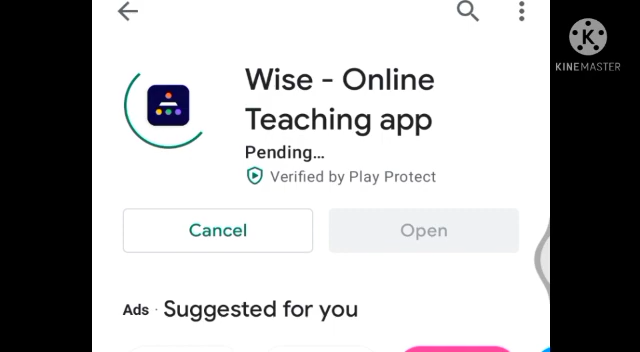 K
KINEMASTER
Wise - Online
Teaching app
Pending...
Verified by Play Protect
Cancel
Open
Ads · Suggested for you